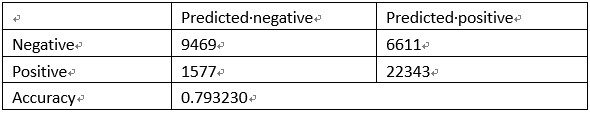 Predicted negative Predicted positive
Negative 9469 6611
Positive 1577 22343
Accuracy 0.793230